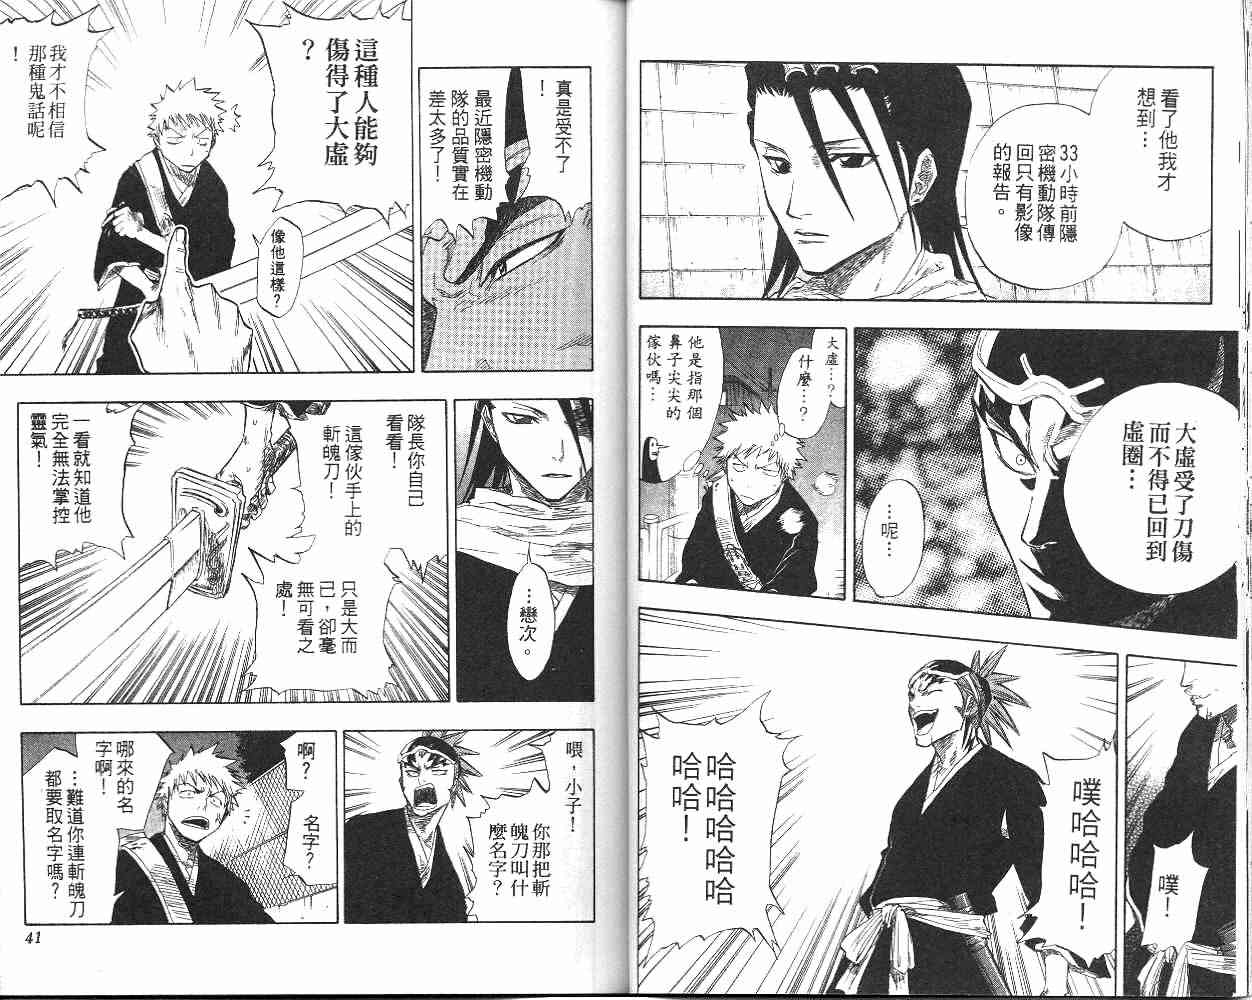 看了他我才
想到…
33小時前隱
密機動隊傳
回只有影像
的報告。
大虛受了刀傷
而不得已回到
虛圈…
…呢…
大虛…？
什麼…？
他是指那個
鼻子尖尖的
傢伙嗎…
噗！
噗哈哈哈！
哈哈哈哈哈
哈哈！
真是受不了
！
最近隱密機動
隊的品質實在
差太多了！
這種人能夠
傷得了大虛
？
像他這樣？
我才不相信
那種鬼話呢
！
…戀次。
隊長你自己
看看！
這傢伙手上的
斬魄刀！
只是大而
已，卻毫
無可看之
處！
一看就知道他
完全無法掌控
靈氣！
喂，小子！
你那把斬
魄刀叫什
麼名字？
啊？
名字？
哪來的名
字啊！
…難道你連斬魄刀
都要取名字嗎？
41